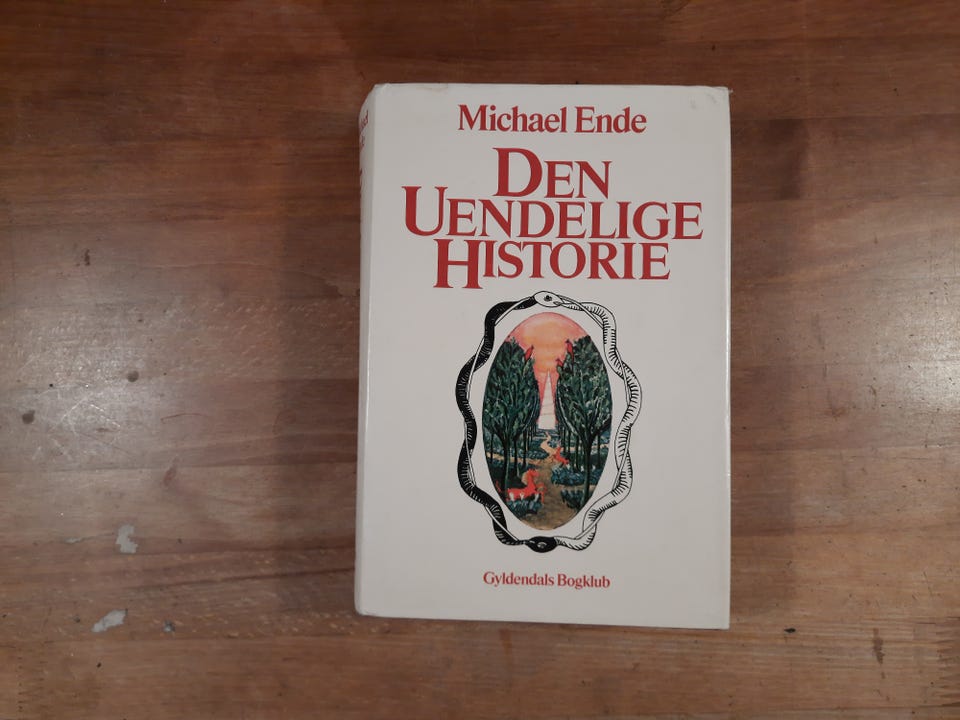 Michael Ende
DEN
UENDELIGE
HISTORIE
Gyldendals Bogklub